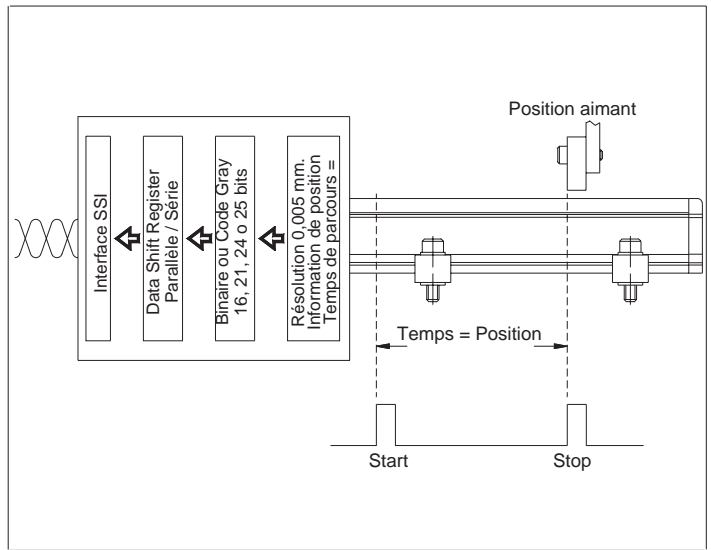 Position aimant
Interface SSI
Data Shift Register
Parallèle / Série
Binaire ou Code Gray
16, 21, 24 o 25 bits
Résolution 0,005 mm.
Information de position
Temps de parcours =
Temps = Position
Start
Stop